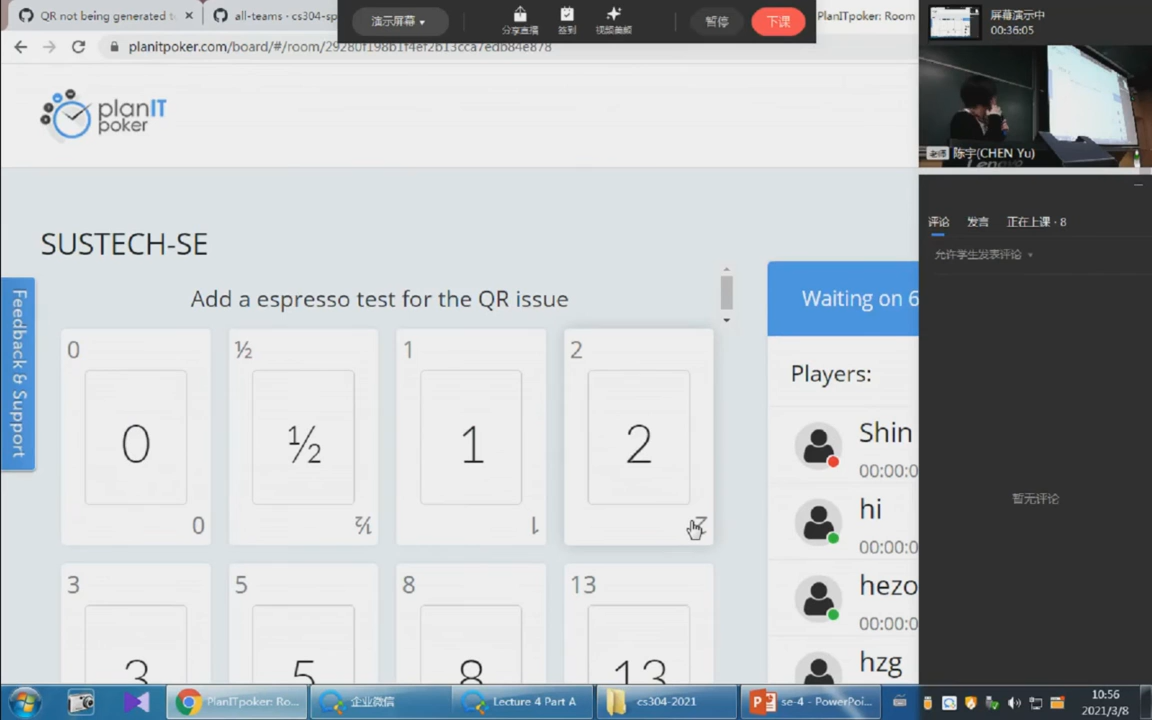 QR not being generated t
all-teams - cs304-sp
演示屏幕
分享直播
签到
视频美颜
暂停
下课
PlanITpoker: Room
屏幕演示中
00:36:05
planitpoker.com/board/#/room/29280f198b1f4ef2b13cca7edb84e878
planIT
poker
老师 陈宇(CHEN Yu)
评论 发言 正在上课·8
允许学生发表评论
SUSTECH-SE
Add a espresso test for the QR issue
Feedback & Support
Waiting on 6
0
0
0
½
½
½
1
1
1
2
2
2
Players:
Shin
00:00:0
hi
00:00:0
hezo
00:00:0
hzg
暂无评论
3
3
5
5
8
8
13
13
PlanITpoker: Ro...
企业微信
Lecture 4 Part A
cs304-2021
se-4 - PowerPoi...
10:56
2021/3/8